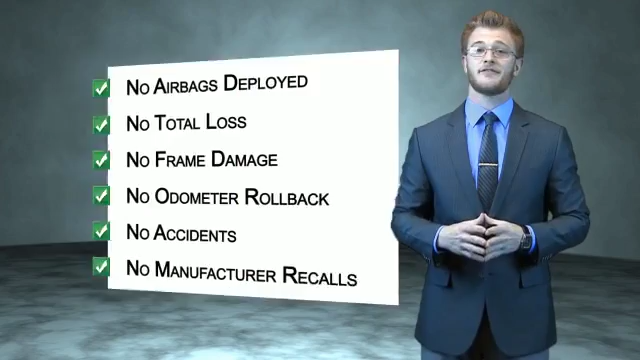 No Airbags Deployed
No Total Loss
No Frame Damage
No Odometer Rollback
No Accidents
No Manufacturer Recalls